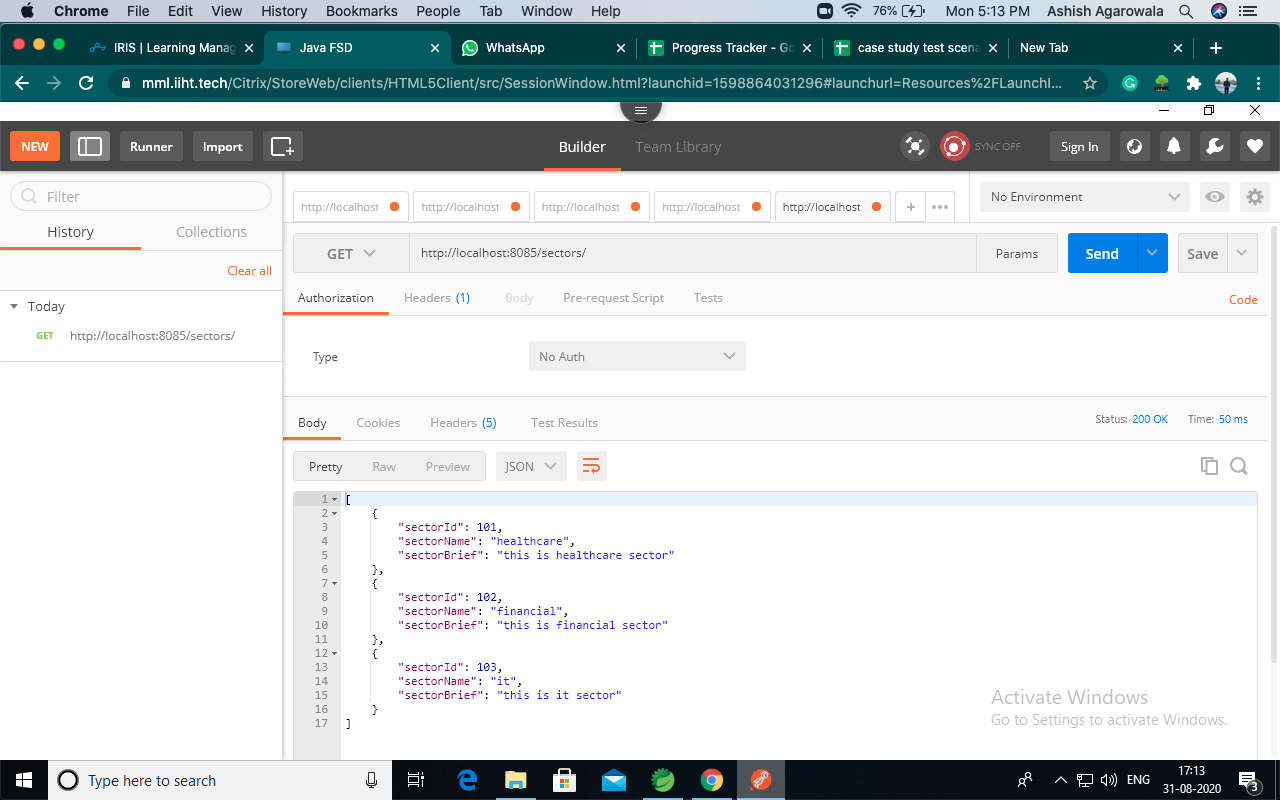 Chrome File Edit View History Bookmarks People Tab Window Help 76% Mon 5:13 PM Ashish Agarowala
IRIS | Learning Manag Java FSD WhatsApp Progress Tracker - Go case study test scena New Tab
mml.iiht.tech/Citrix/StoreWeb/clients/HTML5Client/src/SessionWindow.html?launchid=1598864031296#launchurl=Resources%2FLaunchI...
NEW Runner Import Builder Team Library SYNC OFF Sign In
Filter
http://localhost http://localhost http://localhost http://localhost http://localhost + ••• No Environment
History Collections
GET http://localhost:8085/sectors/ Params Send Save
Clear all
Authorization Headers (1) Body Pre-request Script Tests Code
Today
GET http://localhost:8085/sectors/
Type No Auth
Body Cookies Headers (5) Test Results Status: 200 OK Time: 50 ms
Pretty Raw Preview JSON
1 [
2 {
3 "sectorId": 101,
4 "sectorName": "healthcare",
5 "sectorBrief": "this is healthcare sector"
6 },
7 {
8 "sectorId": 102,
9 "sectorName": "financial",
10 "sectorBrief": "this is financial sector"
11 },
12 {
13 "sectorId": 103,
14 "sectorName": "it",
15 "sectorBrief": "this is it sector"
16 }
17 ]
Activate Windows
Go to Settings to activate Windows.
Type here to search ENG 17:13
31-08-2020 3